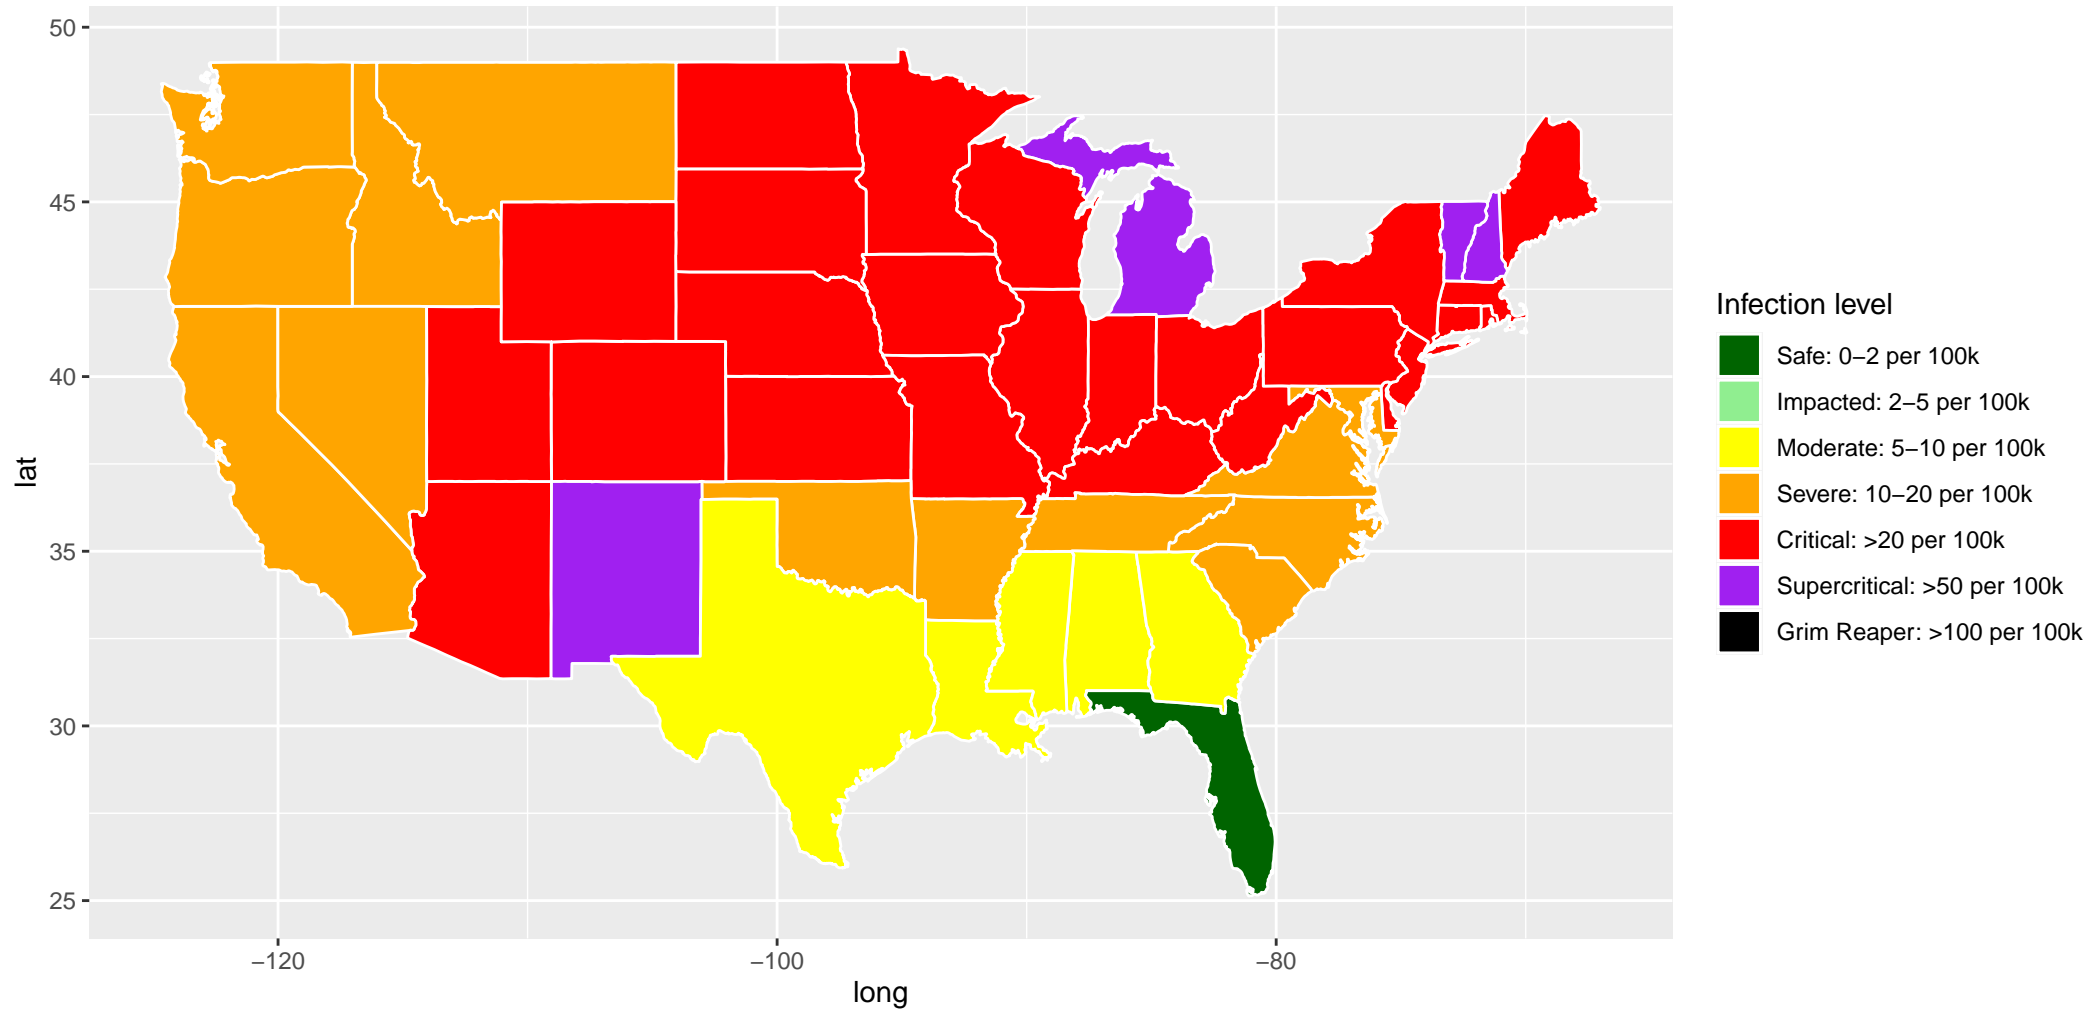 50
45
40
35
30
25
lat
−120
−100
−80
long
Infection level
Safe: 0−2 per 100k
Impacted: 2−5 per 100k
Moderate: 5−10 per 100k
Severe: 10−20 per 100k
Critical: >20 per 100k
Supercritical: >50 per 100k
Grim Reaper: >100 per 100k